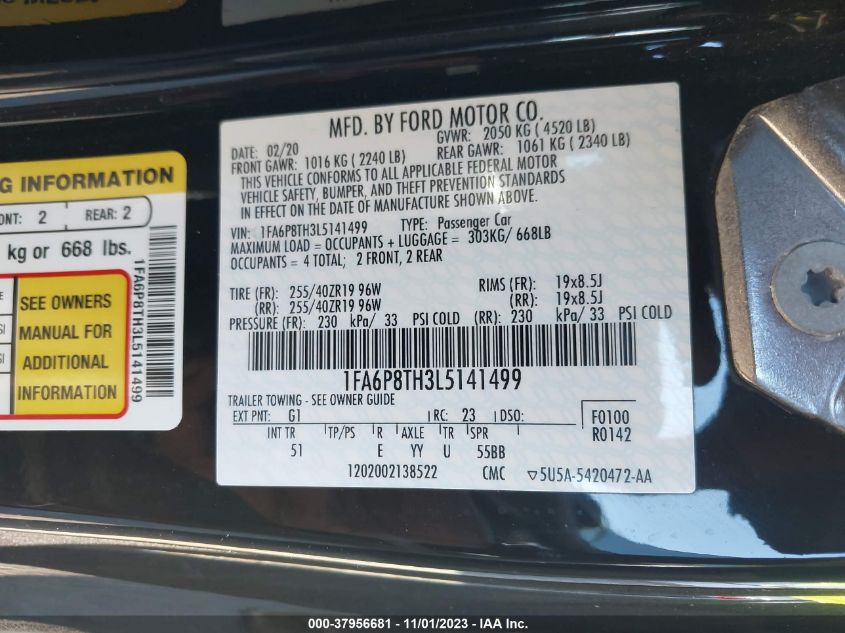 MFD. BY FORD MOTOR CO.
DATE: 02/20 GVWR: 2050 KG ( 4520 LB)
FRONT GAWR: 1016 KG ( 2240 LB) REAR GAWR: 1061 KG ( 2340 LB)
THIS VEHICLE CONFORMS TO ALL APPLICABLE FEDERAL MOTOR
VEHICLE SAFETY, BUMPER, AND THEFT PREVENTION STANDARDS
IN EFFECT ON THE DATE OF MANUFACTURE SHOWN ABOVE.
VIN: 1FA6P8TH3L5141499 TYPE: Passenger Car
MAXIMUM LOAD = OCCUPANTS + LUGGAGE = 303KG/ 668LB
OCCUPANTS = 4 TOTAL; 2 FRONT, 2 REAR
TIRE (FR): 255/40ZR19 96W RIMS (FR): 19x8.5J
(RR): 255/40ZR19 96W (RR): 19x8.5J
PRESSURE (FR): 230 kPa/ 33 PSI COLD (RR): 230 kPa/ 33 PSI COLD
1FA6P8TH3L5141499
TRAILER TOWING - SEE OWNER GUIDE
EXT PNT: G1 RC: 23 DSO: F0100
R0142
INT TR TP/PS R AXLE TR SPR
51 E YY U 55BB
1202002138522 CMC 5U5A-5420472-AA
G INFORMATION
ONT: 2 REAR: 2
kg or 668 lbs.
SEE OWNERS
MANUAL FOR
ADDITIONAL
INFORMATION
1FA6P8TH3L5141499
000-37956681 - 11/01/2023 - IAA Inc.